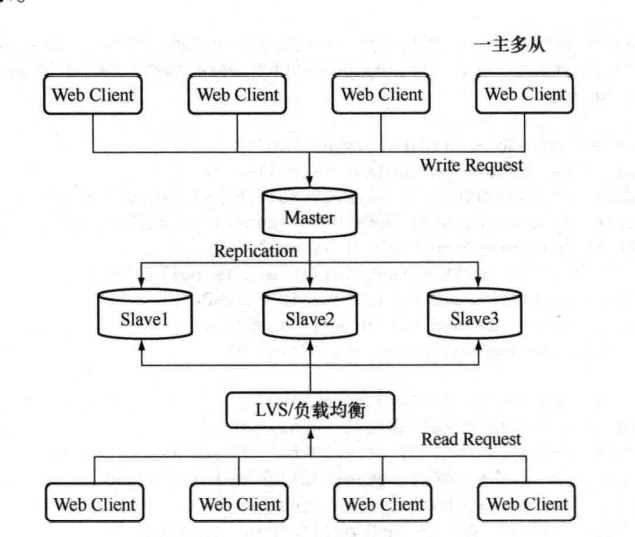 一主多从
Web Client Web Client Web Client Web Client
Write Request
Master
Replication
Slave1 Slave2 Slave3
LVS/负载均衡
Read Request
Web Client Web Client Web Client Web Client